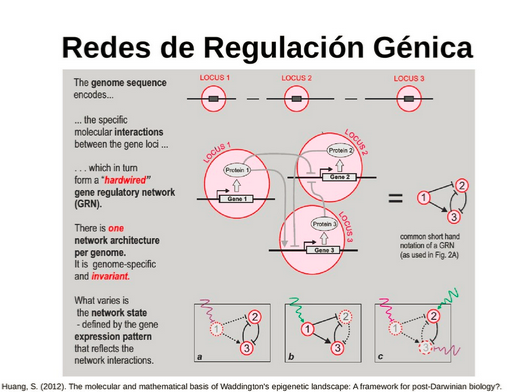 Redes de Regulación Génica
The genome sequence
encodes...
... the specific
molecular interactions
between the gene loci ...
. . . which in turn
form a "hardwired"
gene regulatory network
(GRN).
There is one
network architecture
per genome.
It is genome-specific
and invariant.
What varies is
the network state
- defined by the gene
expression pattern
that reflects the
network interactions.
LOCUS 1
LOCUS 2
LOCUS 3
LOCUS 1
Protein 1
Gene 1
LOCUS 2
Protein 2
Gene 2
LOCUS 3
Protein 3
Gene 3
=
1
2
3
common short hand
notation of a GRN
(as used in Fig. 2A)
1
2
3
a
1
2
3
b
1
2
3
c
Huang, S. (2012). The molecular and mathematical basis of Waddington's epigenetic landscape: A framework for post-Darwinian biology?.